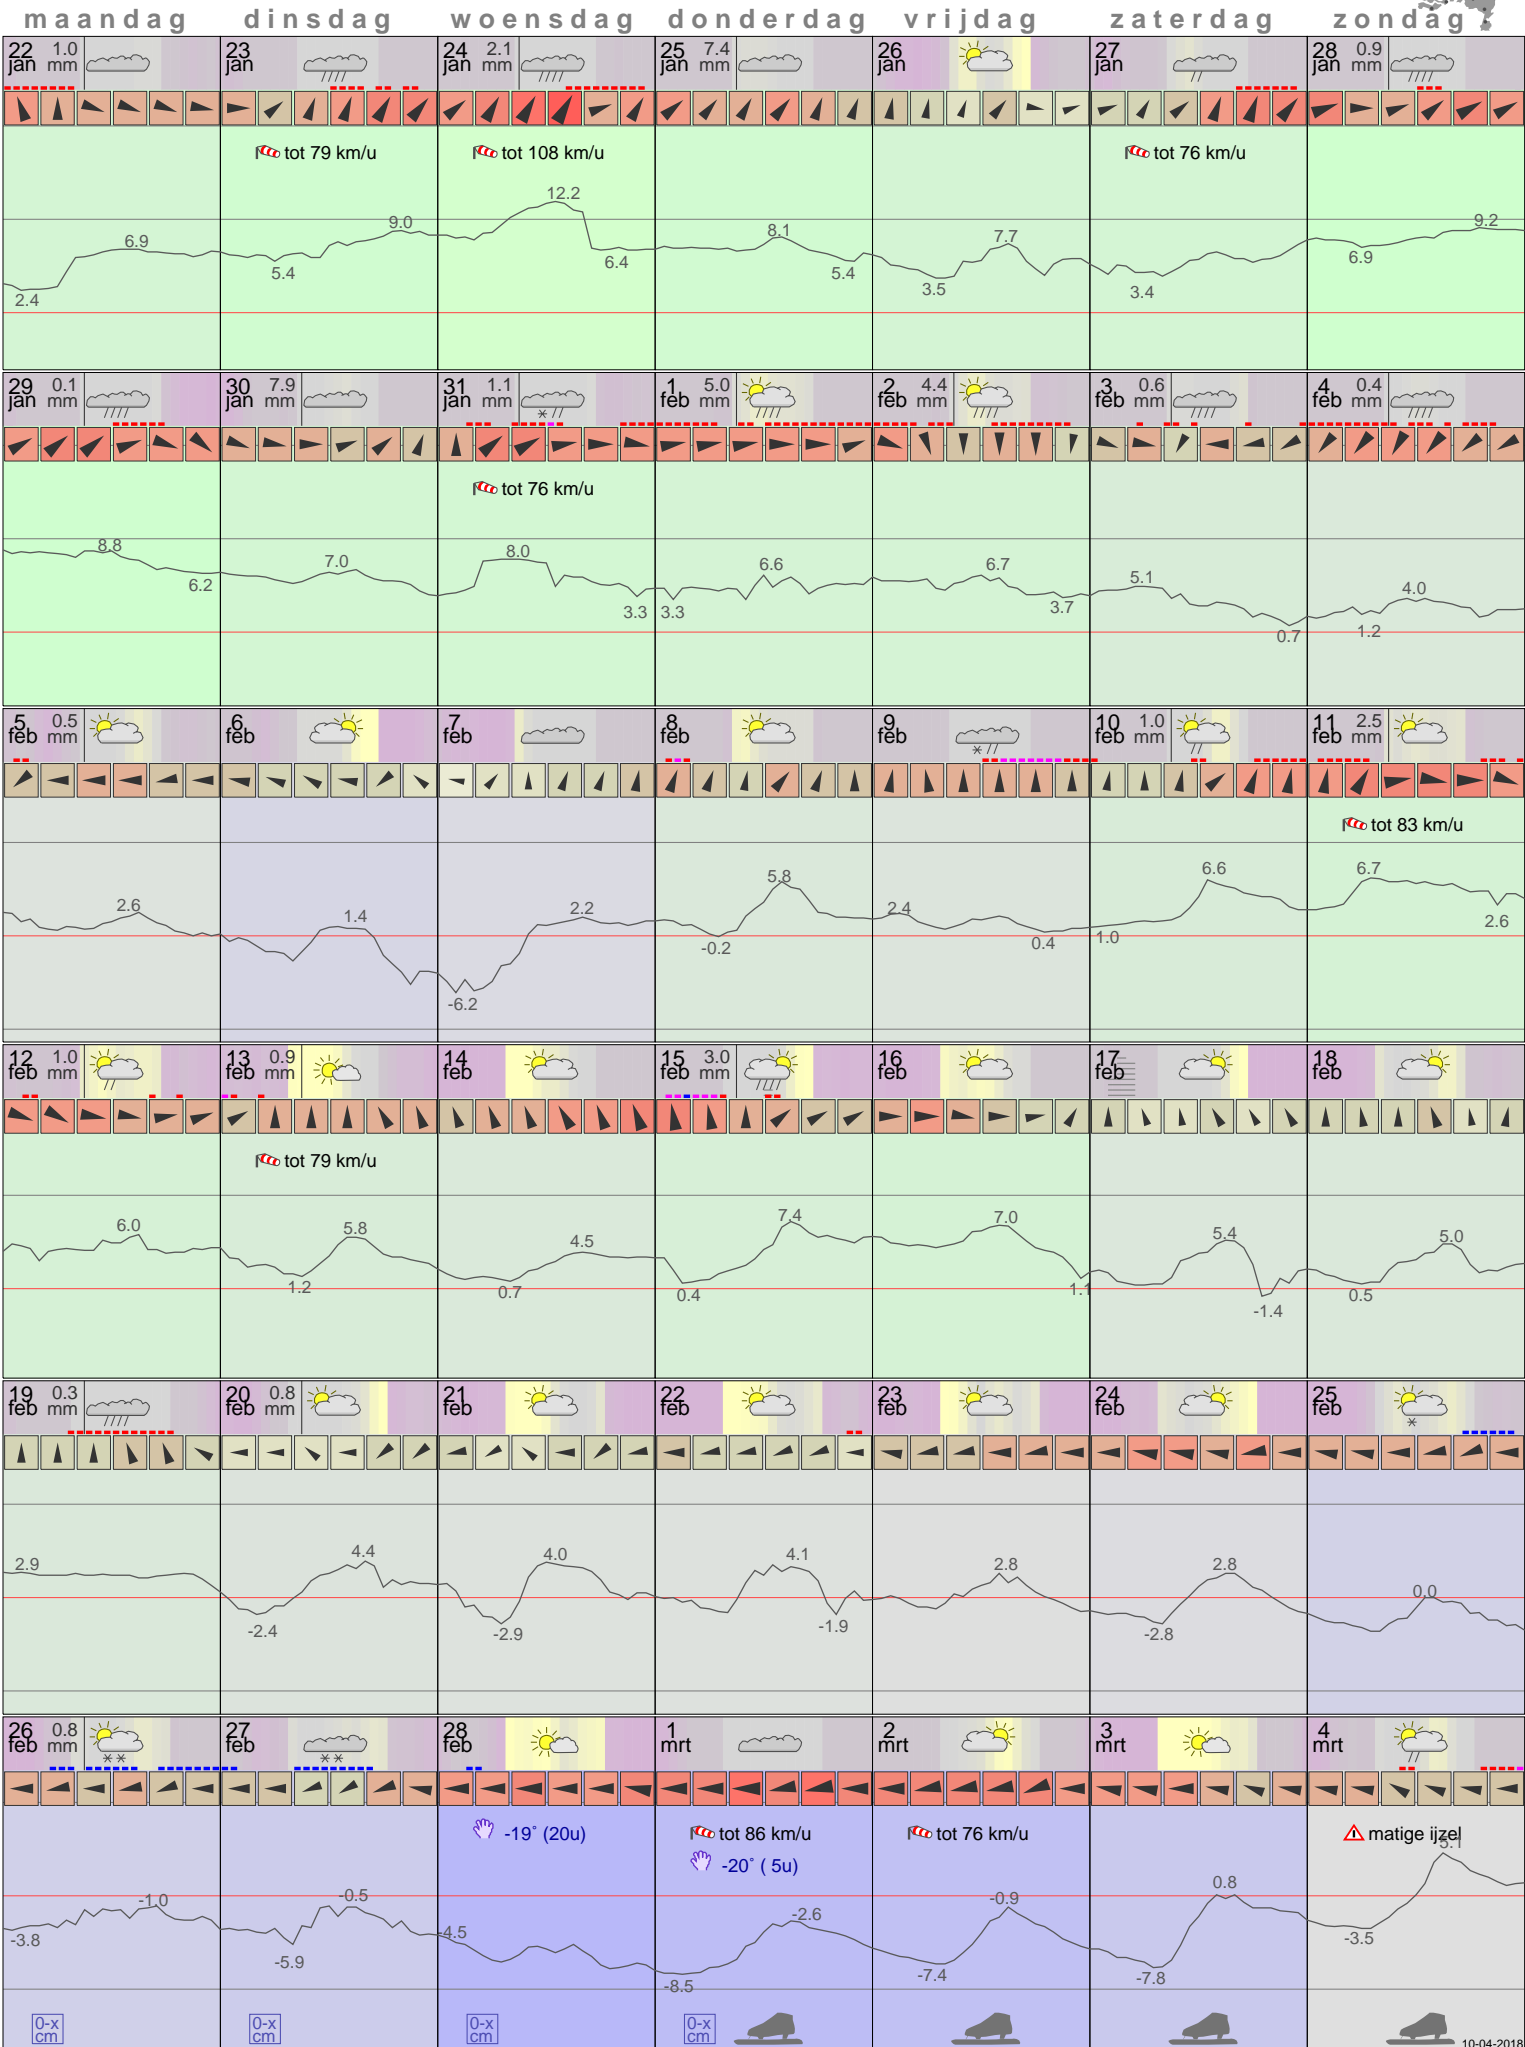 maandag dinsdag woensdag donderdag vrijdag zaterdag zondag
22 jan 1.0 mm
23 jan
24 jan 2.1 mm
25 jan 7.4 mm
26 jan
27 jan
28 jan 0.9 mm
tot 79 km/u
tot 108 km/u
tot 76 km/u
2.4 6.9 5.4 9.0 12.2 6.4 8.1 5.4 3.5 7.7 3.4 6.9 9.2
29 jan 0.1 mm
30 jan 7.9 mm
31 jan 1.1 mm
1 feb 5.0 mm
2 feb 4.4 mm
3 feb 0.6 mm
4 feb 0.4 mm
tot 76 km/u
8.8 6.2 7.0 8.0 3.3 3.3 6.6 6.7 3.7 5.1 0.7 1.2 4.0
5 feb 0.5 mm
6 feb
7 feb
8 feb
9 feb
10 feb 1.0 mm
11 feb 2.5 mm
tot 83 km/u
2.6 1.4 -6.2 2.2 -0.2 5.8 2.4 0.4 1.0 6.6 6.7 2.6
12 feb 1.0 mm
13 feb 0.9 mm
14 feb
15 feb 3.0 mm
16 feb
17 feb
18 feb
tot 79 km/u
6.0 1.2 5.8 0.7 4.5 0.4 7.4 7.0 1.1 5.4 -1.4 0.5 5.0
19 feb 0.3 mm
20 feb 0.8 mm
21 feb
22 feb
23 feb
24 feb
25 feb
2.9 -2.4 4.4 -2.9 4.0 4.1 -1.9 2.8 -2.8 2.8 0.0
26 feb 0.8 mm
27 feb
28 feb
1 mrt
2 mrt
3 mrt
4 mrt
-19° (20u)
tot 86 km/u
-20° ( 5u)
tot 76 km/u
matige ijzel
-3.8 -1.0 -5.9 -0.5 -4.5 -8.5 -2.6 -7.4 -0.9 -7.8 0.8 -3.5 5.1
0-x cm
0-x cm
0-x cm
0-x cm
10-04-2018